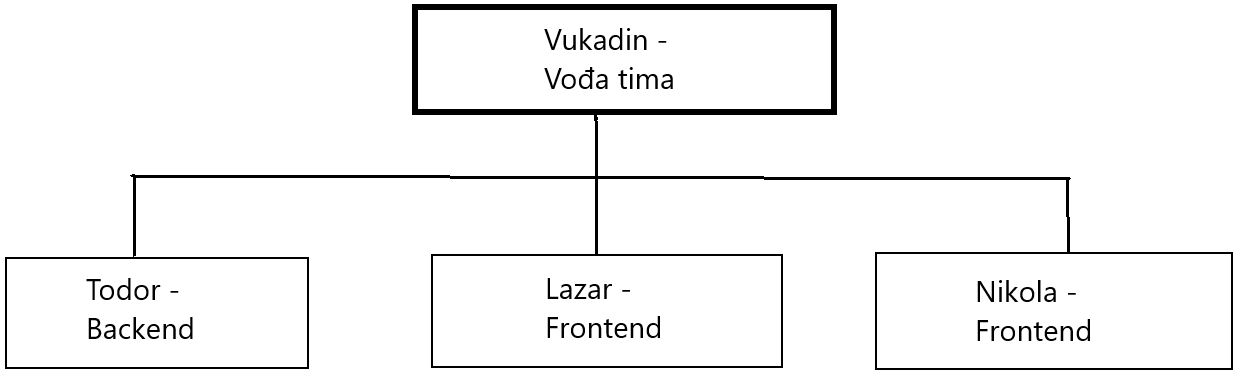 Vukadin -
Vođa tima
Todor -
Backend
Lazar -
Frontend
Nikola -
Frontend